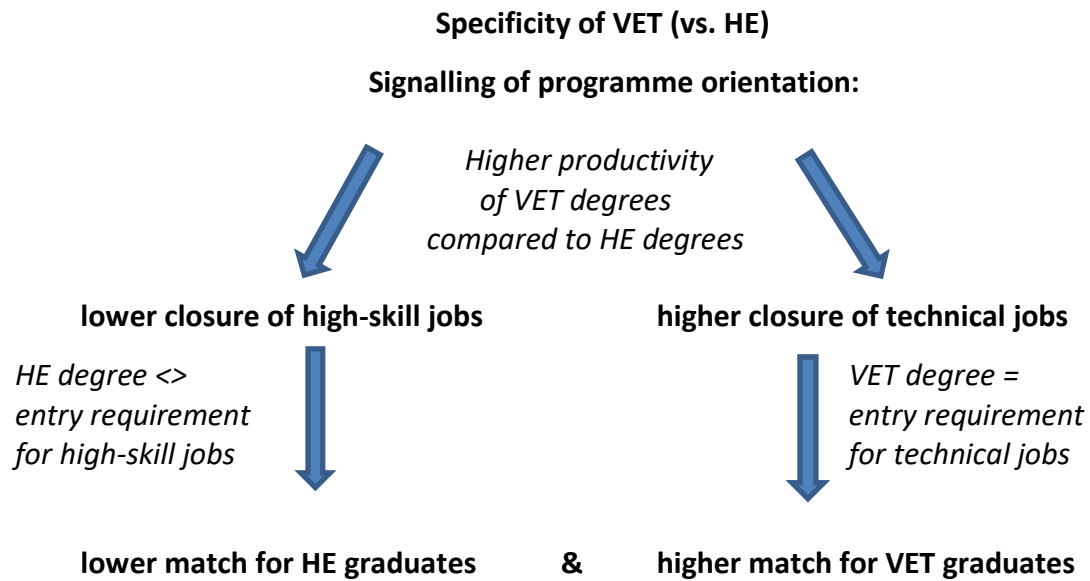 Specificity of VET (vs. HE)
Signalling of programme orientation:
Higher productivity
of VET degrees
compared to HE degrees
lower closure of high-skill jobs
higher closure of technical jobs
HE degree <>
entry requirement
for high-skill jobs
VET degree =
entry requirement
for technical jobs
lower match for HE graduates & higher match for VET graduates